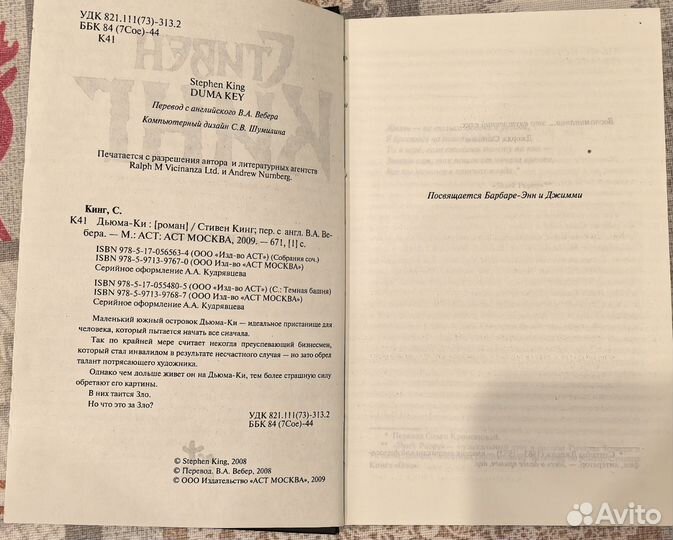 УДК 821.111(73)-313.2
ББК 84 (7Сое)-44
К41
СТИВЕН
КИНГ
Stephen King
DUMA KEY
Перевод с английского В.А. Вебера
Компьютерный дизайн С.В. Шумилина
Печатается с разрешения автора и литературных агентств
Ralph M Vicinanza Ltd. и Andrew Nurnberg.
Кинг, С.
К41 Дьюма-Ки : [роман] / Стивен Кинг; пер. с англ. В.А. Ве-
бера. — М.: АСТ: АСТ МОСКВА, 2009. — 671, [1] с.
ISBN 978-5-17-056563-4 (ООО «Изд-во АСТ») (Собрания соч.)
ISBN 978-5-9713-9767-0 (ООО Изд-во «АСТ МОСКВА»)
Серийное оформление А.А. Кудрявцева
ISBN 978-5-17-055480-5 (ООО «Изд-во АСТ») (С.: Темная башня)
ISBN 978-5-9713-9768-7 (ООО Изд-во «АСТ МОСКВА»)
Серийное оформление А.А. Кудрявцева
Маленький южный островок Дьюма-Ки — идеальное пристанище для
человека, который пытается начать все сначала.
Так по крайней мере считает некогда преуспевающий бизнесмен,
который стал инвалидом в результате несчастного случая — но зато обрел
талант потрясающего художника.
Однако чем дольше живет он на Дьюма-Ки, тем более страшную силу
обретают его картины.
В них таится Зло.
Но что это за Зло?
УДК 821.111(73)-313.2
ББК 84 (7Сое)-44
© Stephen King, 2008
© Перевод. В.А. Вебер, 2008
© ООО Издательство «АСТ МОСКВА», 2009
Посвящается Барбаре-Энн и Джимми
Avito